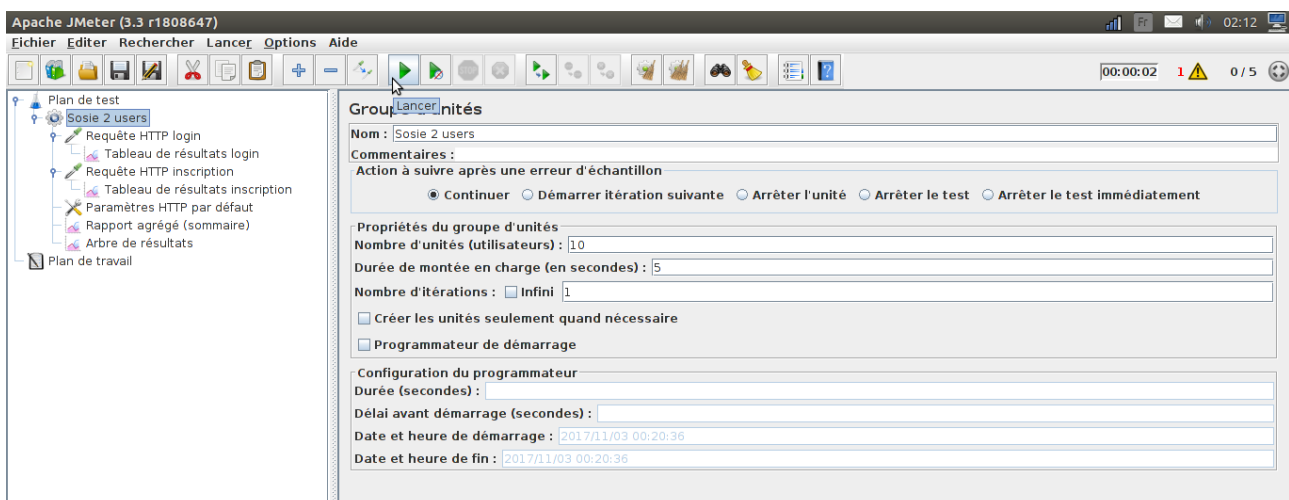 Apache JMeter (3.3 r1808647)
Fr
02:12
Fichier Editer Rechercher Lancer Options Aide
STOP
00:00:02 1 0 / 5
Plan de test
Sosie 2 users
Requête HTTP login
Tableau de résultats login
Requête HTTP inscription
Tableau de résultats inscription
Paramètres HTTP par défaut
Rapport agrégé (sommaire)
Arbre de résultats
Plan de travail
Lancer
Group nités
Nom : Sosie 2 users
Commentaires :
Action à suivre après une erreur d'échantillon
Continuer Démarrer itération suivante Arrêter l'unité Arrêter le test Arrêter le test immédiatement
Propriétés du groupe d'unités
Nombre d'unités (utilisateurs) : 10
Durée de montée en charge (en secondes) : 5
Nombre d'itérations : Infini 1
Créer les unités seulement quand nécessaire
Programmateur de démarrage
Configuration du programmateur
Durée (secondes) :
Délai avant démarrage (secondes) :
Date et heure de démarrage : 2017/11/03 00:20:36
Date et heure de fin : 2017/11/03 00:20:36